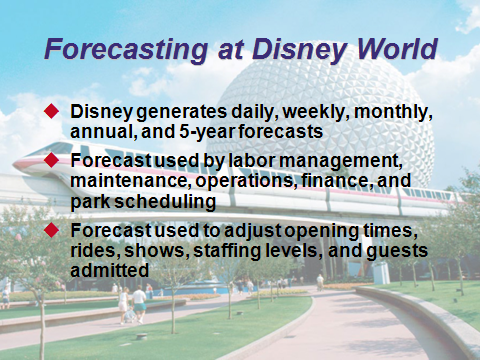 Forecasting at Disney World
Disney generates daily, weekly, monthly,
annual, and 5-year forecasts
Forecast used by labor management,
maintenance, operations, finance, and
park scheduling
Forecast used to adjust opening times,
rides, shows, staffing levels, and guests
admitted